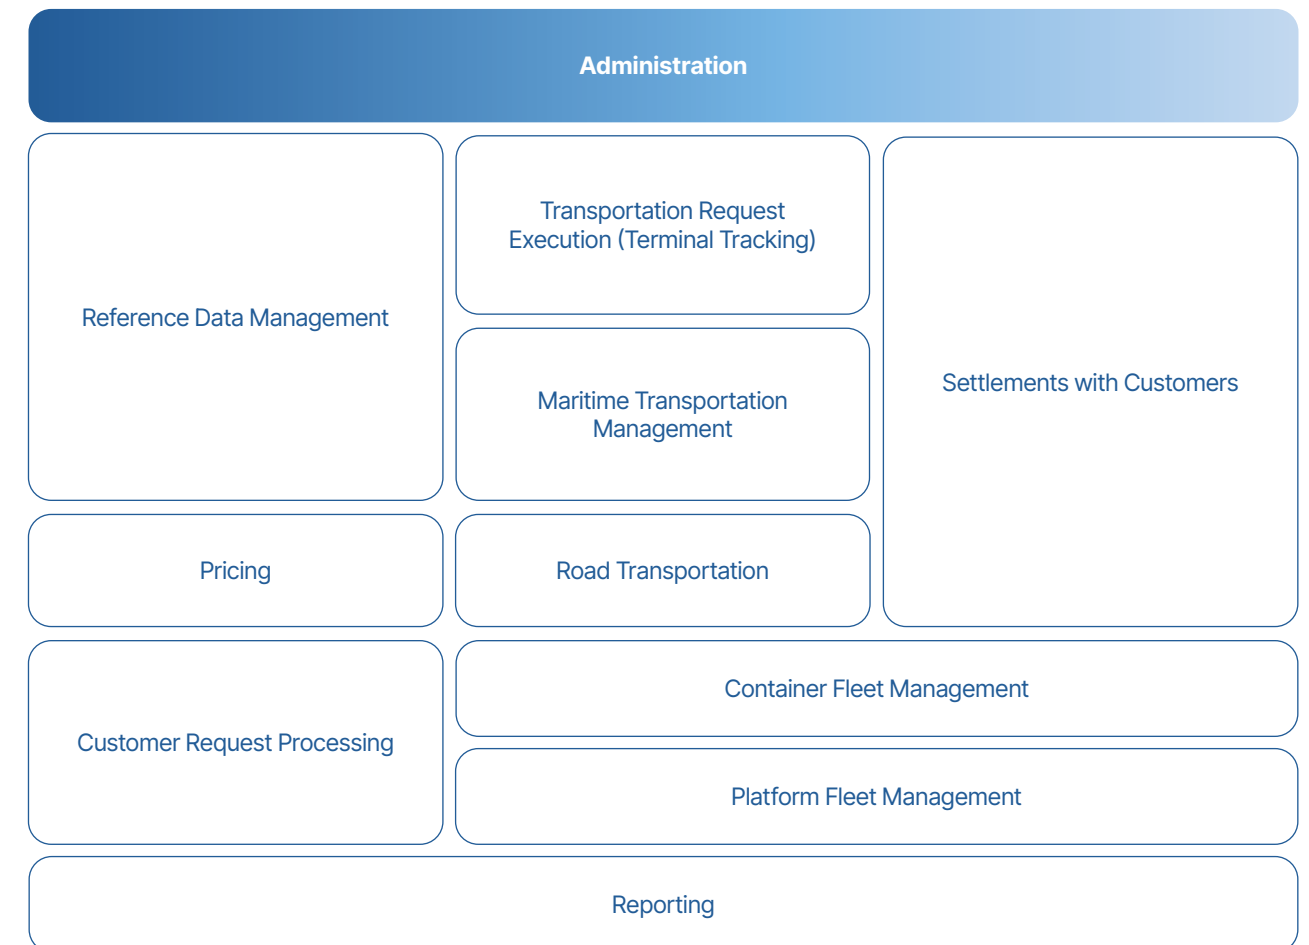 Administration
Reference Data Management
Transportation Request
Execution (Terminal Tracking)
Maritime Transportation
Management
Settlements with Customers
Pricing
Road Transportation
Customer Request Processing
Container Fleet Management
Platform Fleet Management
Reporting